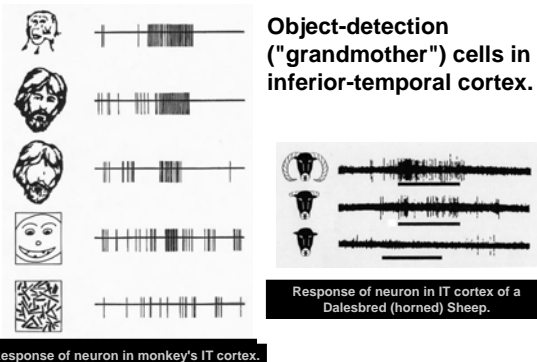 Object-detection
("grandmother") cells in
inferior-temporal cortex.
Response of neuron in IT cortex of a
Dalesbred (horned) Sheep.
esponse of neuron in monkey's IT cortex.